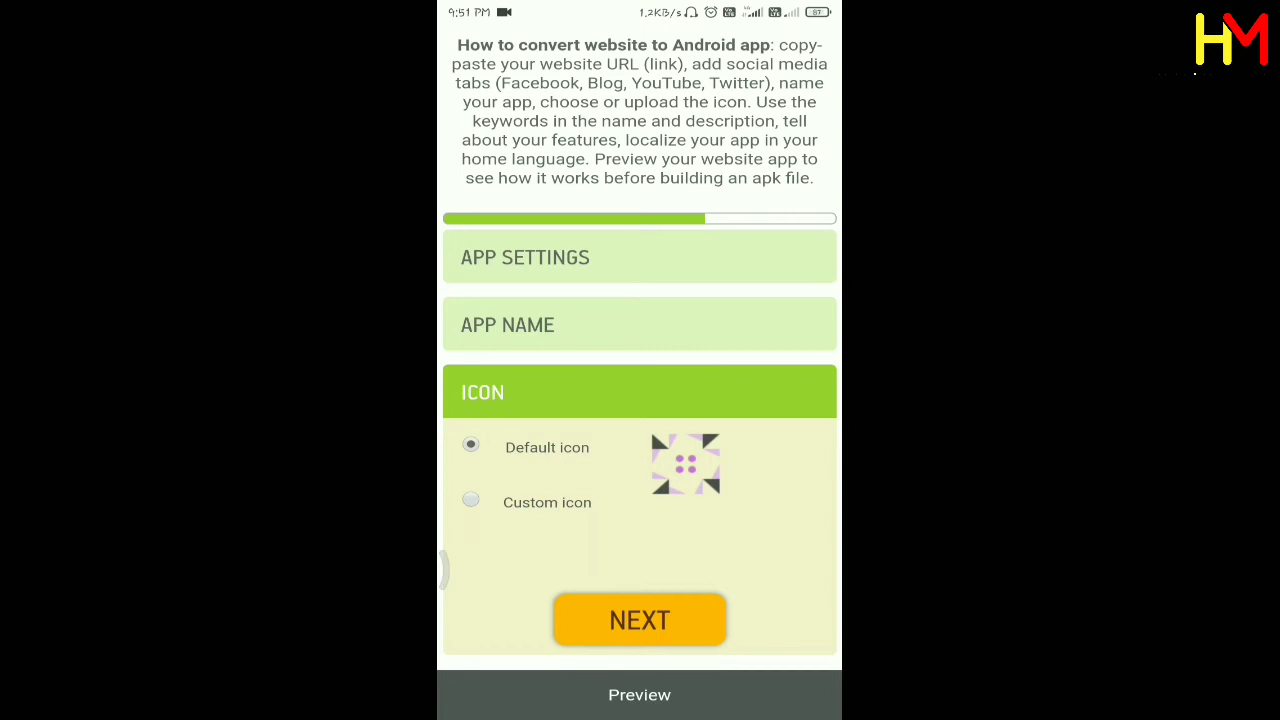 9:51 PM 1.2KB/s 87
HM
How to convert website to Android app: copy-
paste your website URL (link), add social media
tabs (Facebook, Blog, YouTube, Twitter), name
your app, choose or upload the icon. Use the
keywords in the name and description, tell
about your features, localize your app in your
home language. Preview your website app to
see how it works before building an apk file.
APP SETTINGS
APP NAME
ICON
Default icon
Custom icon
NEXT
Preview